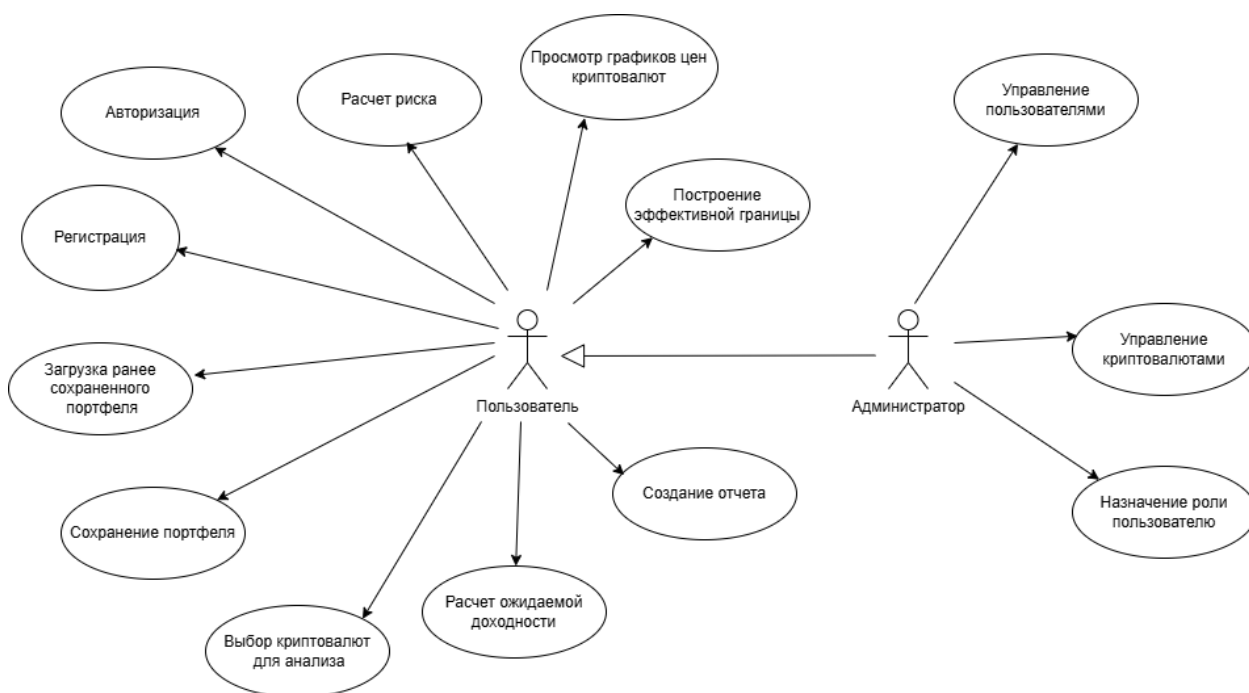 Просмотр графиков цен
криптовалют
Авторизация
Расчет риска
Управление
пользователями
Построение
эффективной границы
Регистрация
Управление
криптовалютами
Загрузка ранее
сохраненного
портфеля
Пользователь
Администратор
Создание отчета
Назначение роли
пользователю
Сохранение портфеля
Расчет ожидаемой
доходности
Выбор криптовалют
для анализа